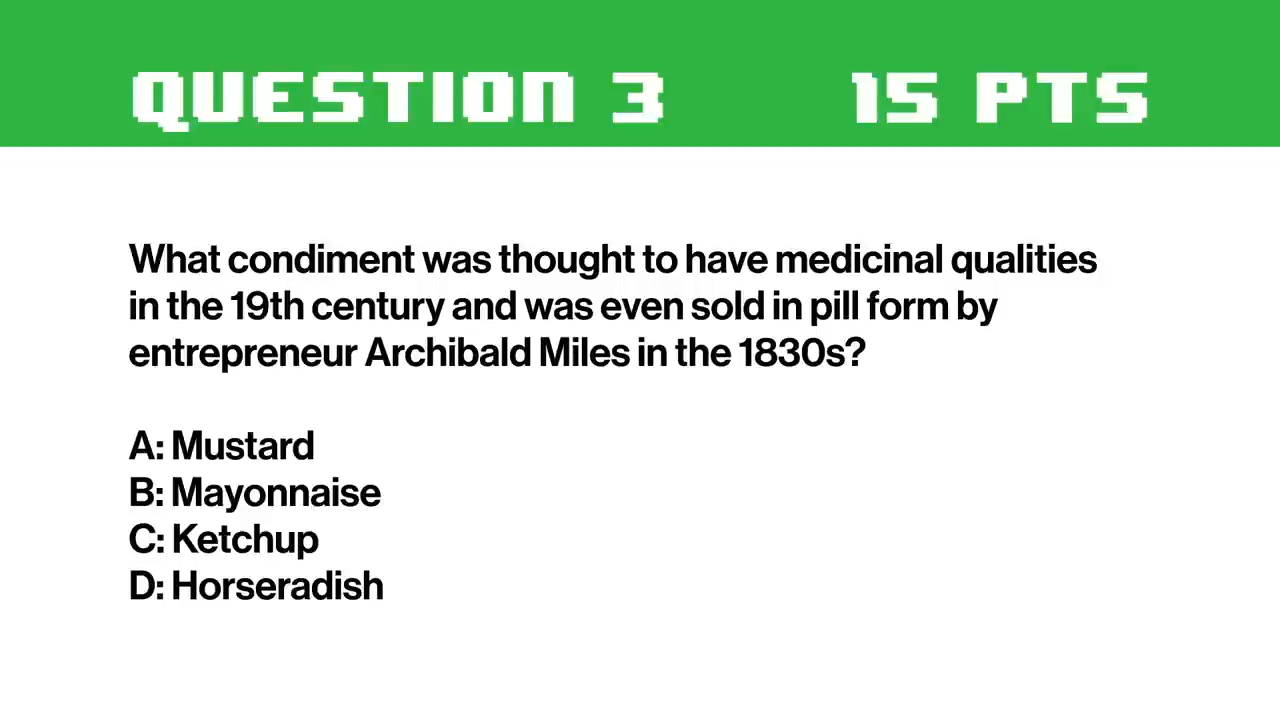 QUESTION 3 15 PTS
What condiment was thought to have medicinal qualities
in the 19th century and was even sold in pill form by
entrepreneur Archibald Miles in the 1830s?
A: Mustard
B: Mayonnaise
C: Ketchup
D: Horseradish